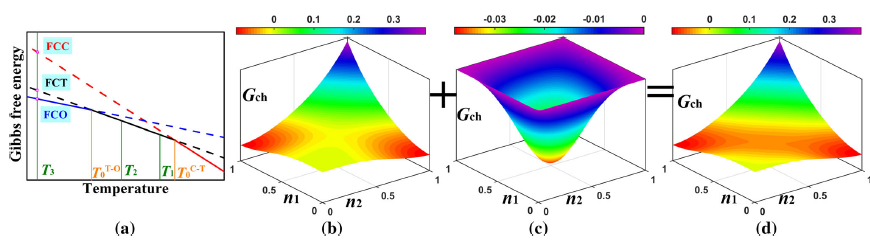 Gibbs free energy
FCC
FCT
FCO
T3 T0T-O T2 T1 T0C-T
Temperature
(a)
0 0.1 0.2 0.3
Gch
1
0.5
0
n1
0
0.5
1
n2
(b)
+
-0.03 -0.02 -0.01 0
Gch
1
0.5
0
n1
0
0.5
1
n2
(c)
=
0 0.1 0.2 0.3
Gch
1
0.5
0
n1
0
0.5
1
n2
(d)